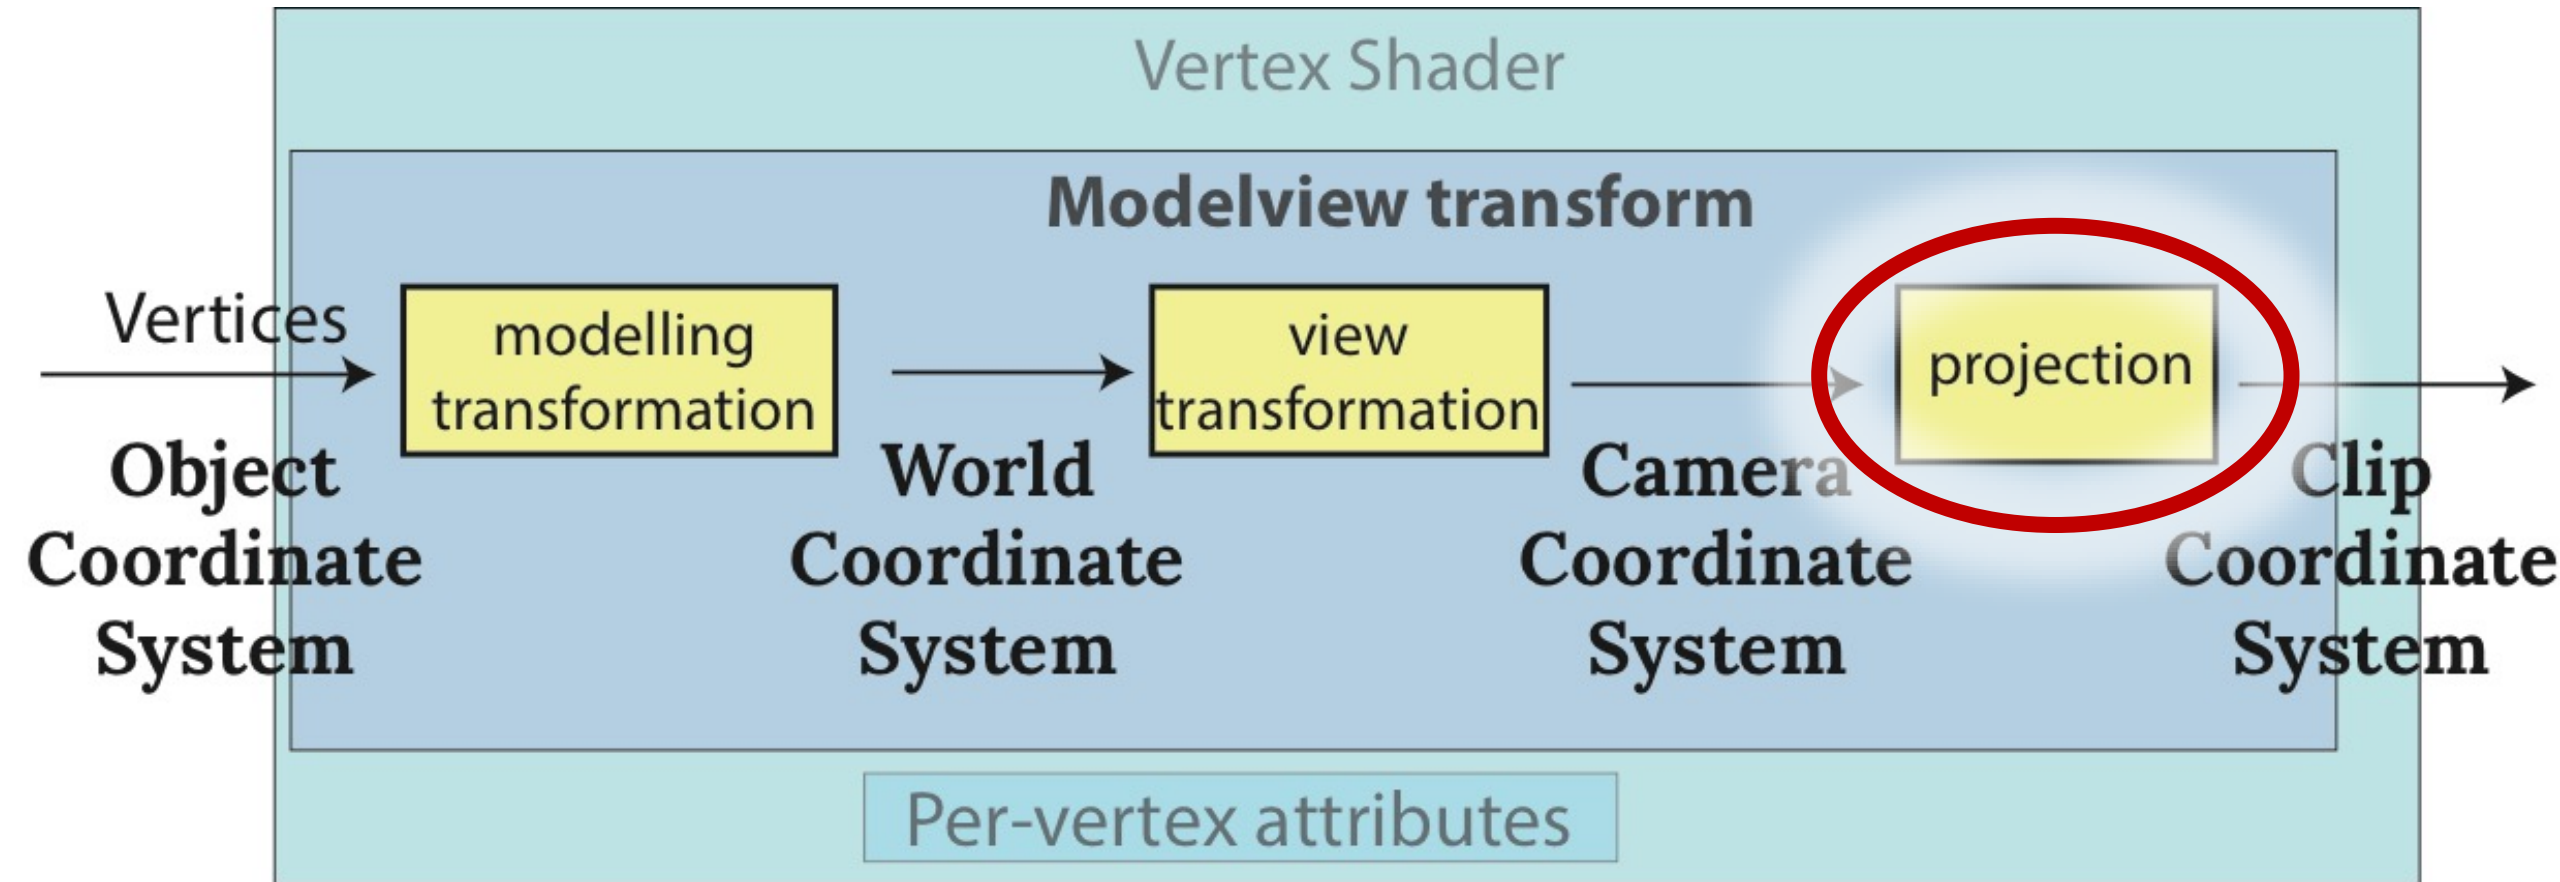 Vertex Shader
Modelview transform
Vertices
modelling
transformation
view
transformation
projection
Object
Coordinate
System
World
Coordinate
System
Camera
Coordinate
System
Clip
Coordinate
System
Per-vertex attributes